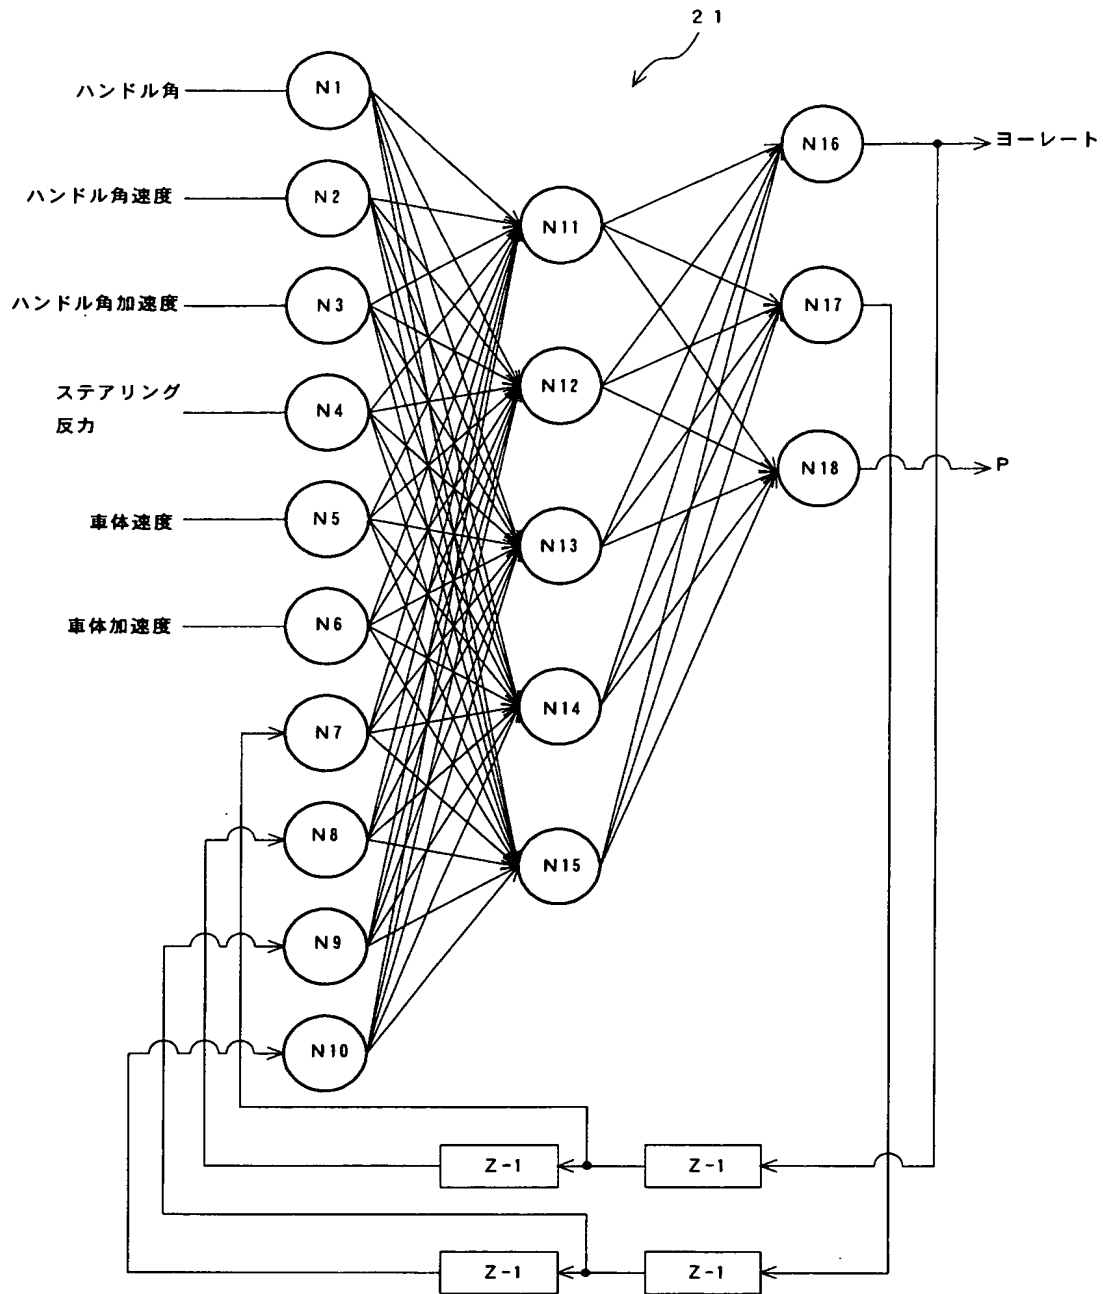 21
ハンドル角
ハンドル角速度
ハンドル角加速度
ステアリング
反力
車体速度
車体加速度
N1
N2
N3
N4
N5
N6
N7
N8
N9
N10
N11
N12
N13
N14
N15
N16
N17
N18
ヨーレート
P
Z-1
Z-1
Z-1
Z-1